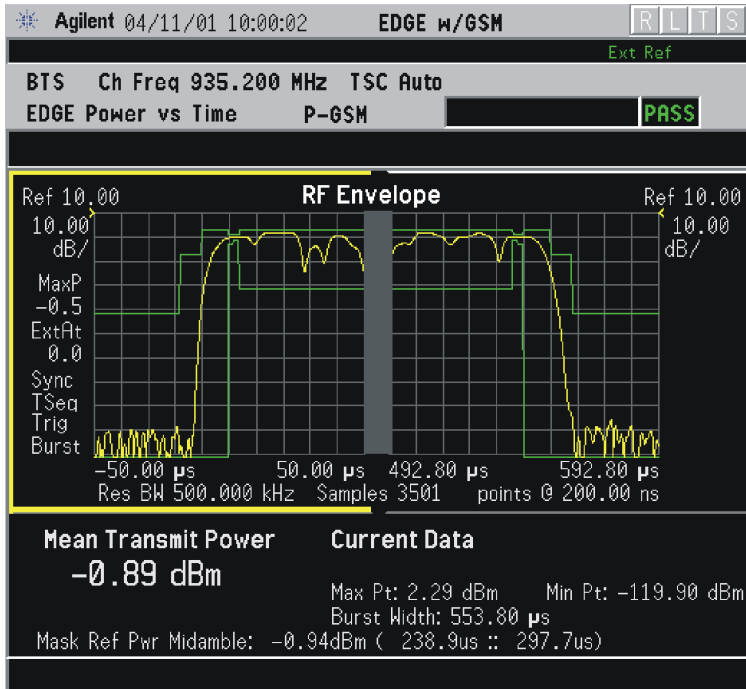 Agilent 04/11/01 10:00:02 EDGE w/GSM R L T S
Ext Ref
BTS Ch Freq 935.200 MHz TSC Auto
EDGE Power vs Time P-GSM PASS
Ref 10.00 RF Envelope Ref 10.00
10.00 10.00
dB/ dB/
MaxP
-0.5
ExtAt
0.0
Sync
TSeq
Trig
Burst
-50.00 µs 50.00 µs 492.80 µs 592.80 µs
Res BW 500.000 kHz Samples 3501 points @ 200.00 ns
Mean Transmit Power Current Data
-0.89 dBm
Max Pt: 2.29 dBm Min Pt: -119.90 dBm
Burst Width: 553.80 µs
Mask Ref Pwr Midamble: -0.94dBm ( 238.9us :: 297.7us)